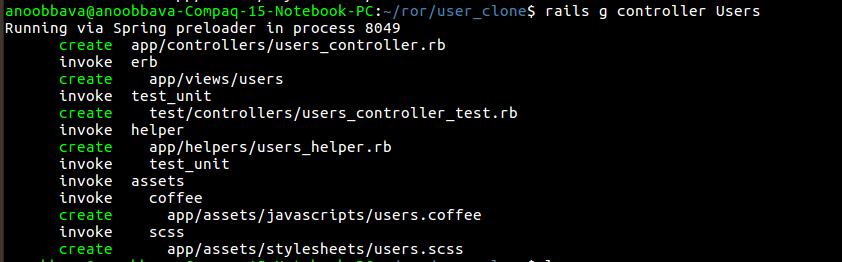 anoobbava@anoobbava-Compaq-15-Notebook-PC:~/ror/user_clone$ rails g controller Users
Running via Spring preloader in process 8049
create app/controllers/users_controller.rb
invoke erb
create app/views/users
invoke test_unit
create test/controllers/users_controller_test.rb
invoke helper
create app/helpers/users_helper.rb
invoke test_unit
invoke assets
invoke coffee
create app/assets/javascripts/users.coffee
invoke scss
create app/assets/stylesheets/users.scss